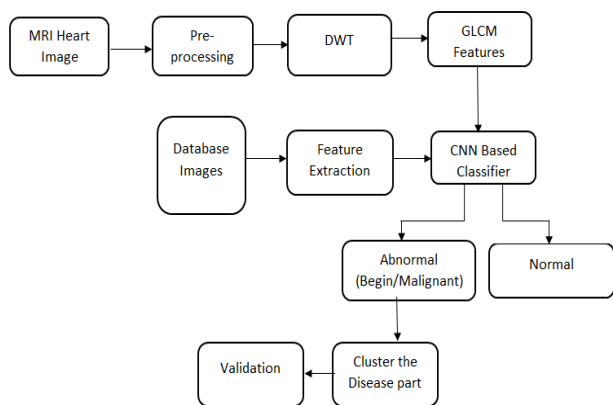 MRI Heart
Image
Pre-
processing
DWT
GLCM
Features
Database
Images
Feature
Extraction
CNN Based
Classifier
Abnormal
(Begin/Malignant)
Normal
Validation
Cluster the
Disease part